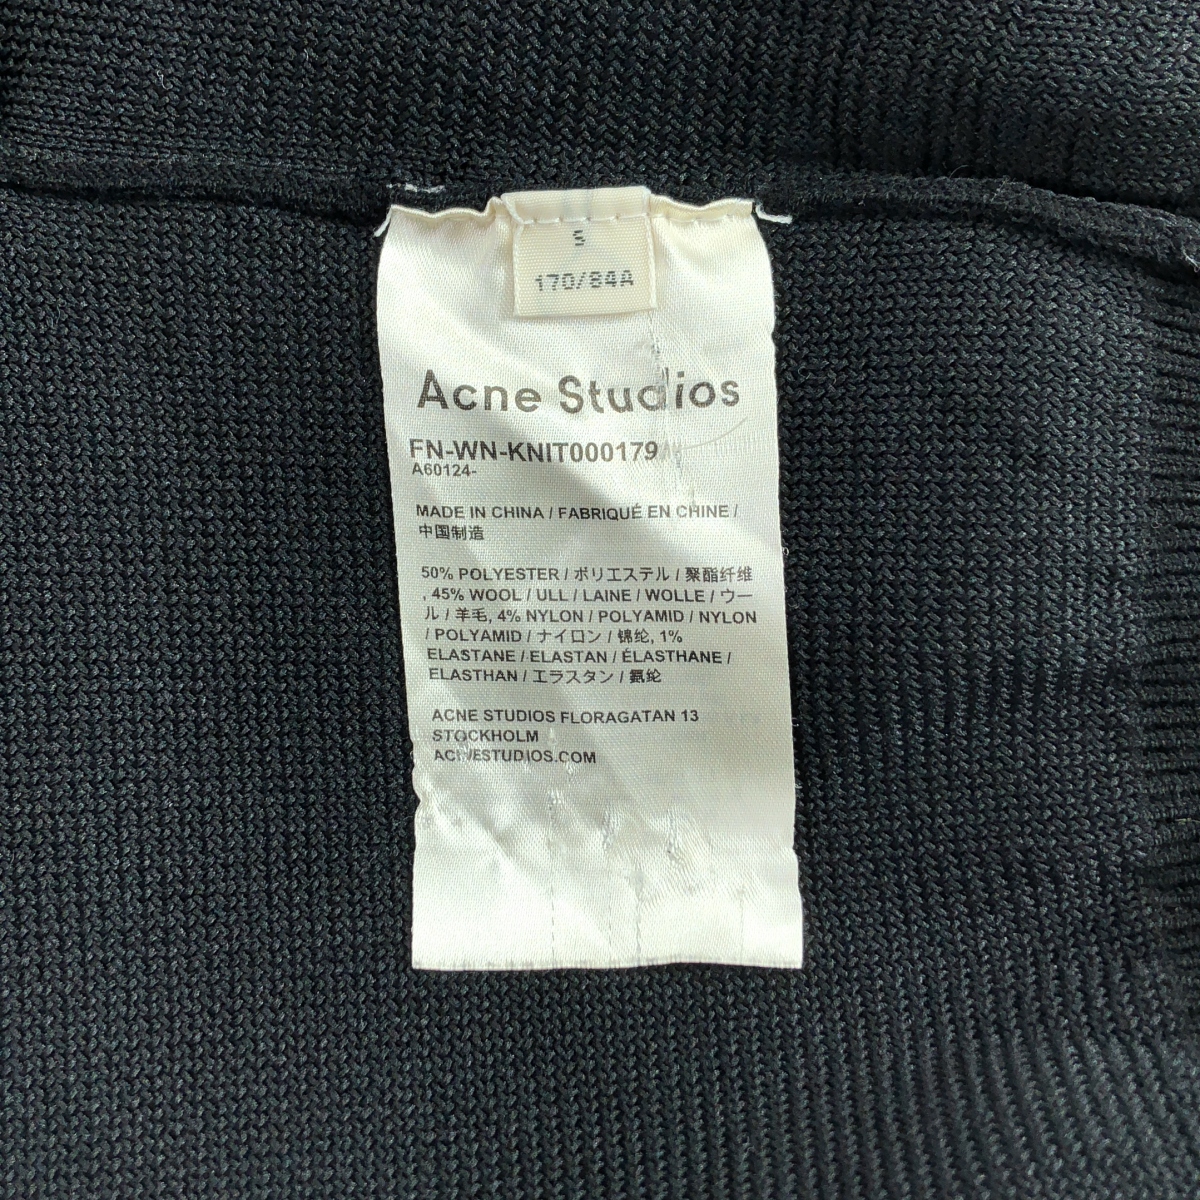 S
170/84A
Acne Studios
FN-WN-KNIT000179
A60124-
MADE IN CHINA / FABRIQUÉ EN CHINE /
中国制造
50% POLYESTER / ポリエステル / 聚酯纤维
, 45% WOOL / ULL / LAINE / WOLLE / ウー
ル / 羊毛, 4% NYLON / POLYAMID / NYLON
/ POLYAMID / ナイロン / 锦纶, 1%
ELASTANE / ELASTAN / ÉLASTHANE /
ELASTHAN / エラスタン / 氨纶
ACNE STUDIOS FLORAGATAN 13
STOCKHOLM
ACNESTUDIOS.COM